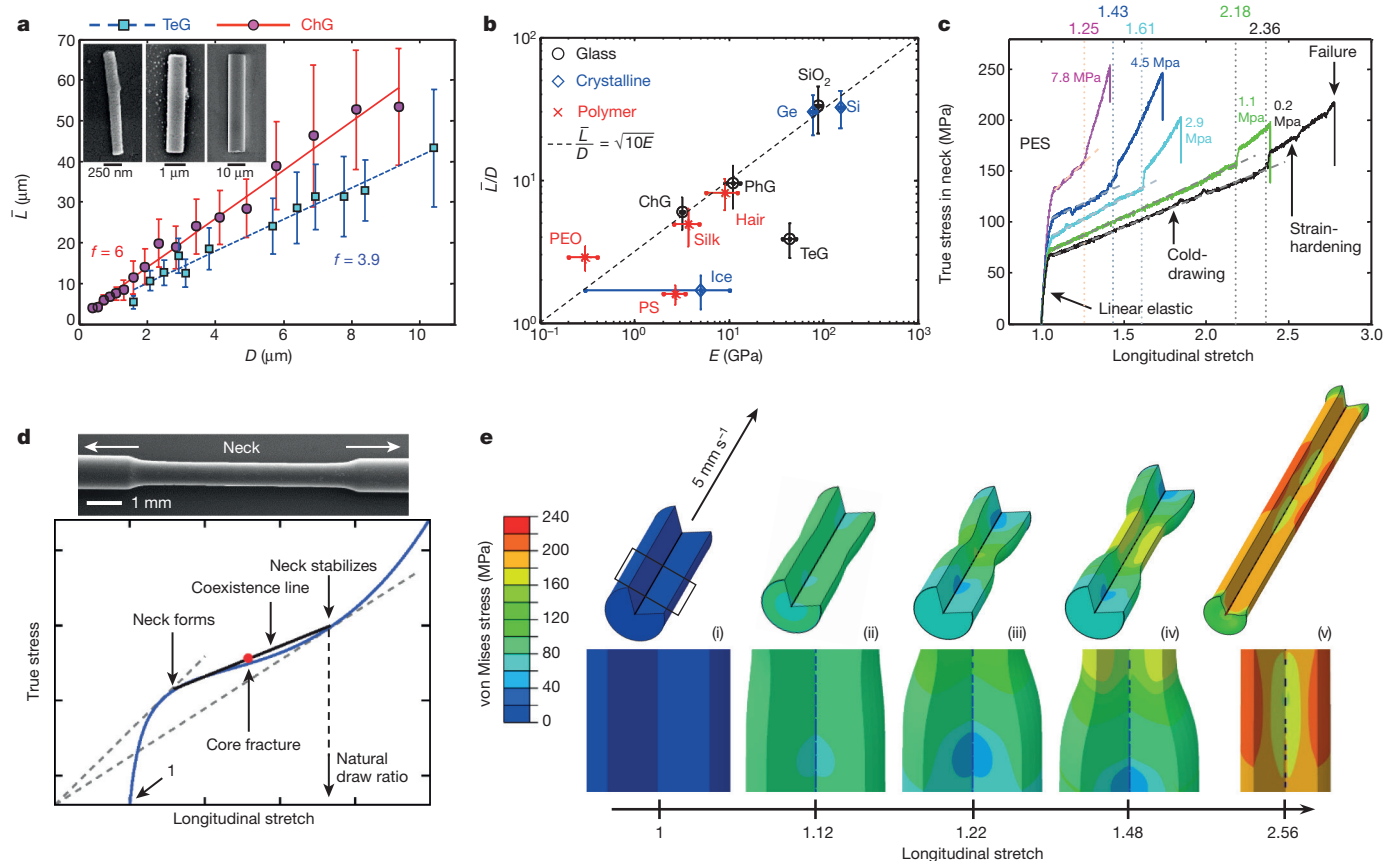 a
TeG
ChG
70
60
50
40
30
20
10
0
L̄ (μm)
250 nm
1 μm
10 μm
f = 6
f = 3.9
0
2
4
6
8
10
D (μm)
b
10²
10¹
10⁰
L̄/D
Glass
Crystalline
Polymer
L̄/D = √10E
SiO₂
Ge
Si
PhG
ChG
Hair
Silk
TeG
PEO
Ice
PS
10⁻¹
10⁰
10¹
10²
10³
E (GPa)
c
1.43
2.18
1.25
1.61
2.36
Failure
250
200
150
100
50
0
True stress in neck (MPa)
7.8 MPa
4.5 Mpa
2.9
Mpa
1.1
Mpa
0.2
Mpa
PES
Cold-
drawing
Strain-
hardening
Linear elastic
1.0
1.5
2.0
2.5
3.0
Longitudinal stretch
d
Neck
1 mm
Neck stabilizes
Coexistence line
Neck forms
Core fracture
Natural
draw ratio
1
True stress
Longitudinal stretch
e
5 mm s⁻¹
240
200
160
120
80
40
0
von Mises stress (MPa)
(i)
(ii)
(iii)
(iv)
(v)
1
1.12
1.22
1.48
2.56
Longitudinal stretch